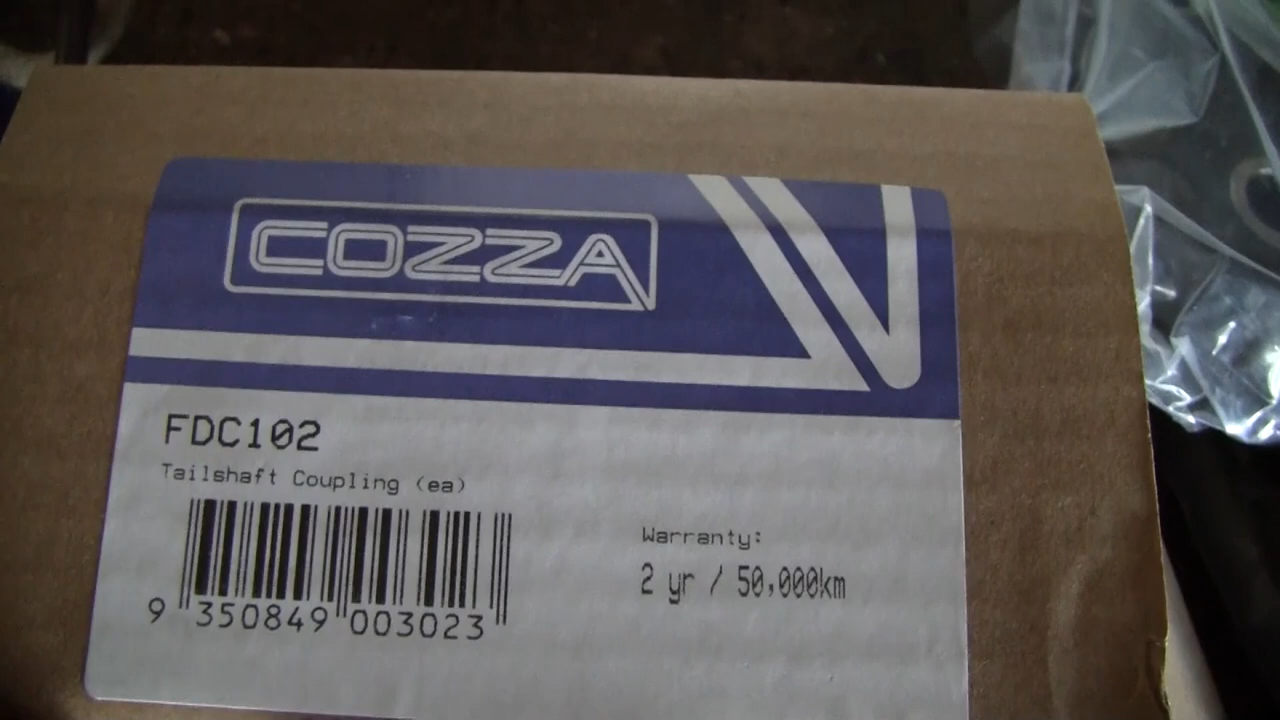 COZZA
FDC102
Tailshaft Coupling (ea)
Warranty:
2 yr / 50,000km
9 350849 003023